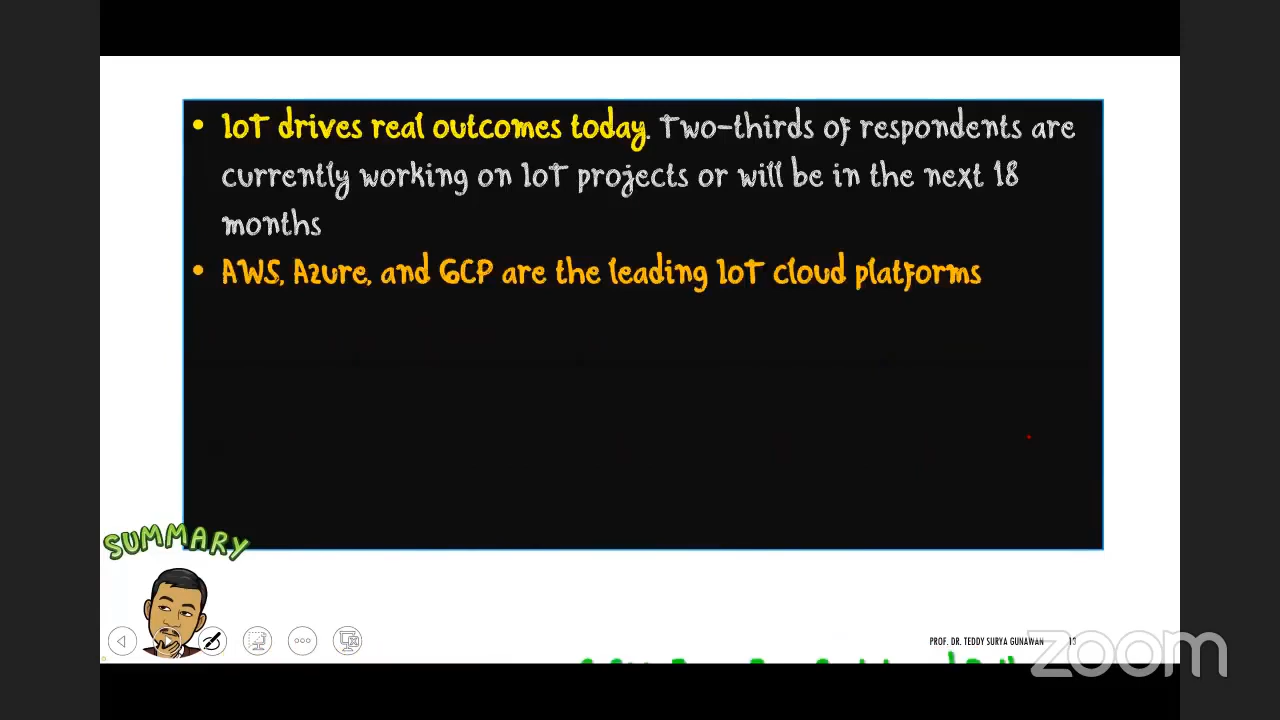 • IoT drives real outcomes today. Two-thirds of respondents are
currently working on IoT projects or will be in the next 18
months
• AWS, Azure, and GCP are the leading IoT cloud platforms
SUMMARY
PROF. DR. TEDDY SURYA GUNAWAN 13
zoom